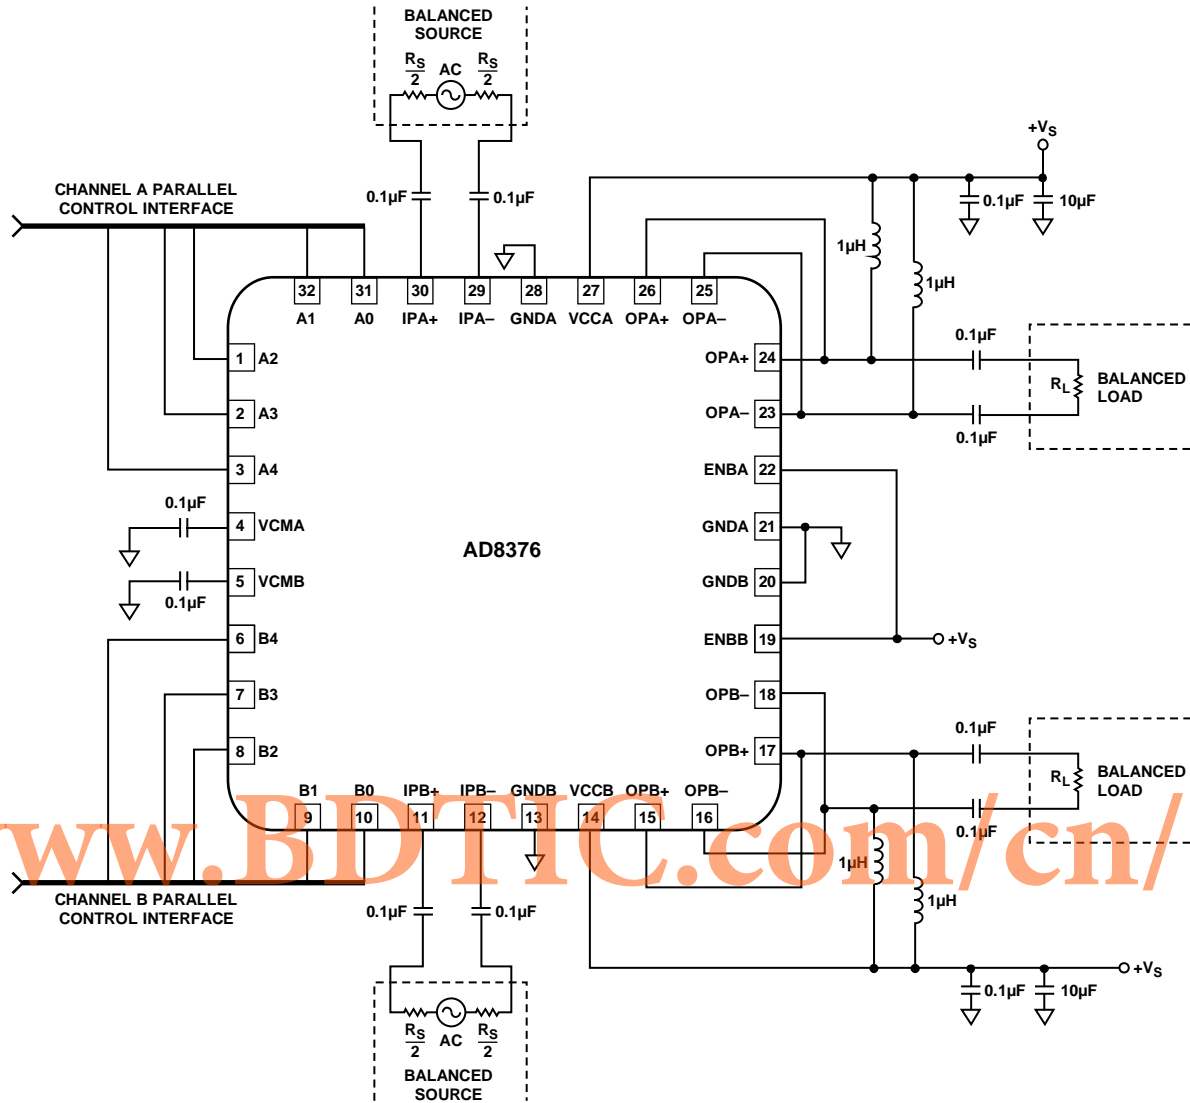 BALANCED
SOURCE
RS/2 AC RS/2
+VS
0.1µF 0.1µF
0.1µF 10µF
CHANNEL A PARALLEL
CONTROL INTERFACE
1µH
1µH
32 31 30 29 28 27 26 25
A1 A0 IPA+ IPA– GNDA VCCA OPA+ OPA–
1 A2
2 A3
3 A4
4 VCMA
5 VCMB
6 B4
7 B3
8 B2
0.1µF
0.1µF
AD8376
OPA+ 24
OPA– 23
ENBA 22
GNDA 21
GNDB 20
ENBB 19
OPB– 18
OPB+ 17
0.1µF
0.1µF
RL
BALANCED
LOAD
+VS
0.1µF
0.1µF
RL
BALANCED
LOAD
B1 B0 IPB+ IPB– GNDB VCCB OPB+ OPB–
9 10 11 12 13 14 15 16
www.BDTIC.com/cn/
CHANNEL B PARALLEL
CONTROL INTERFACE
0.1µF 0.1µF
1µH
1µH
+VS
0.1µF 10µF
RS/2 AC RS/2
BALANCED
SOURCE